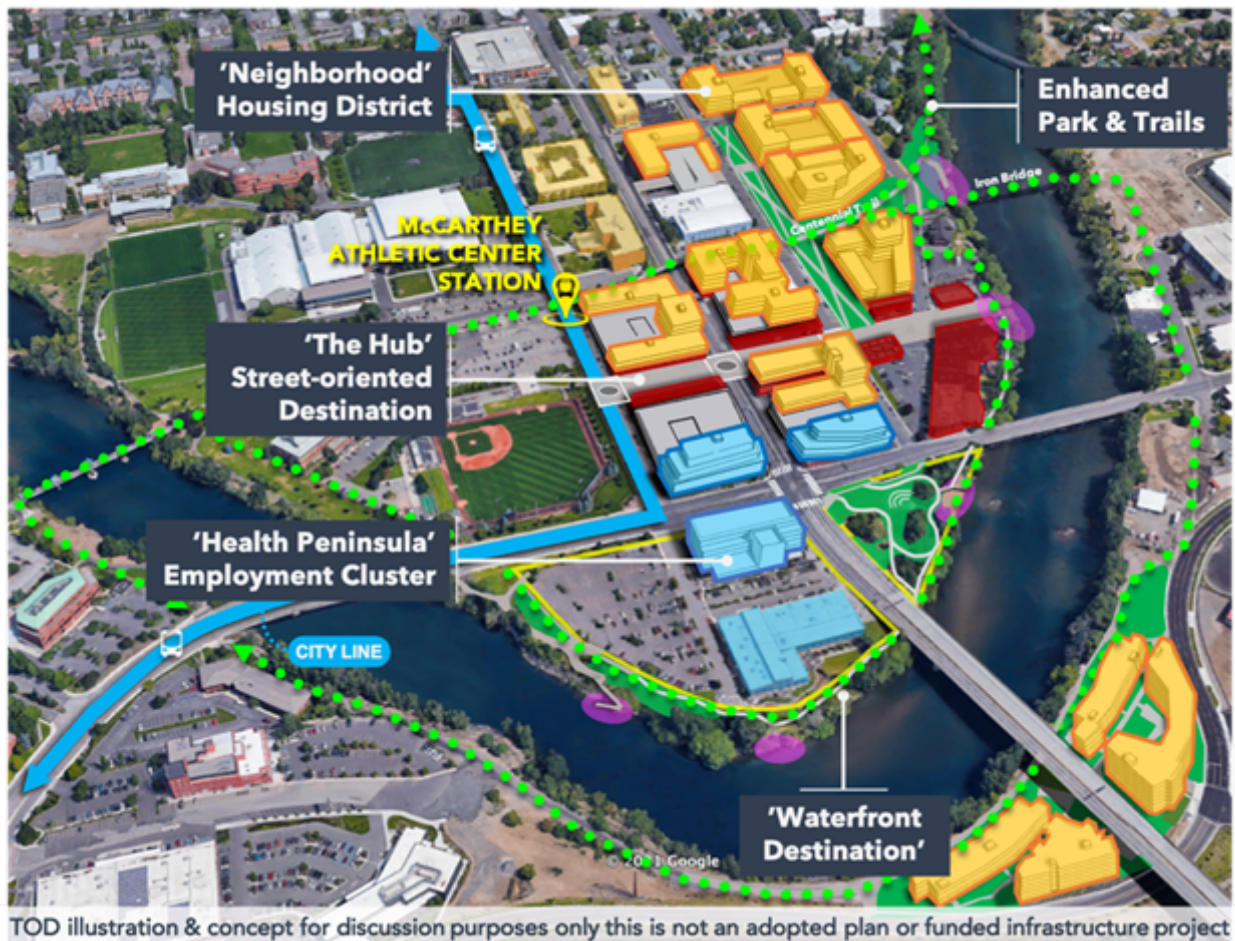 'Neighborhood'
Housing District
Enhanced
Park & Trails
Iron Bridge
Centennial
McCARTHEY
ATHLETIC CENTER
STATION
'The Hub'
Street-oriented
Destination
'Health Peninsula'
Employment Cluster
CITY LINE
'Waterfront
Destination'
© 2021 Google
TOD illustration & concept for discussion purposes only this is not an adopted plan or funded infrastructure project